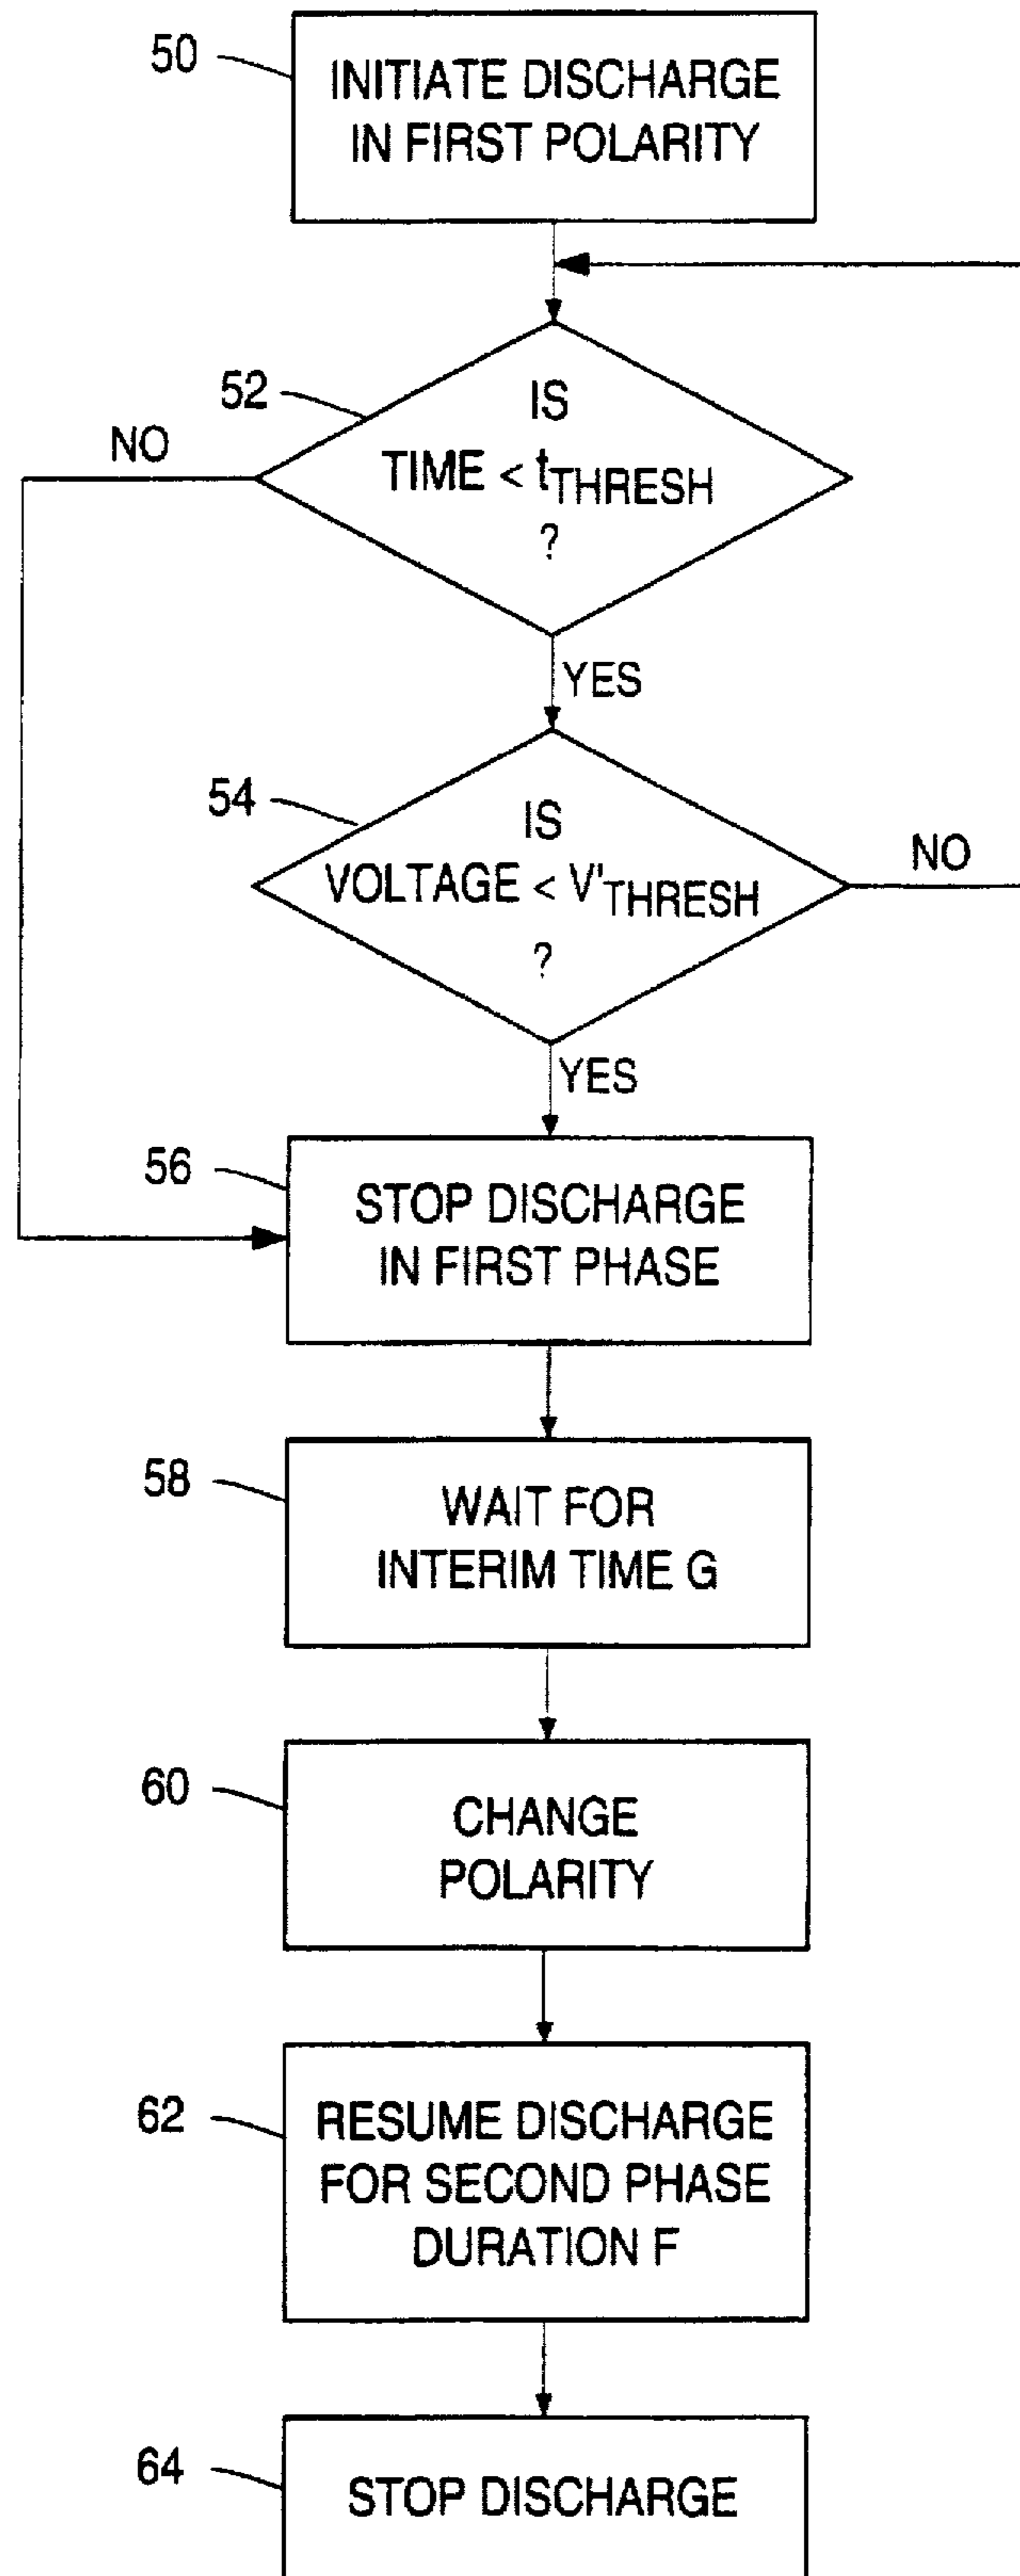 50
INITIATE DISCHARGE
IN FIRST POLARITY
52
NO
IS
TIME < tTHRESH
?
YES
54
IS
VOLTAGE < V'THRESH
?
NO
YES
56
STOP DISCHARGE
IN FIRST PHASE
58
WAIT FOR
INTERIM TIME G
60
CHANGE
POLARITY
62
RESUME DISCHARGE
FOR SECOND PHASE
DURATION F
64
STOP DISCHARGE